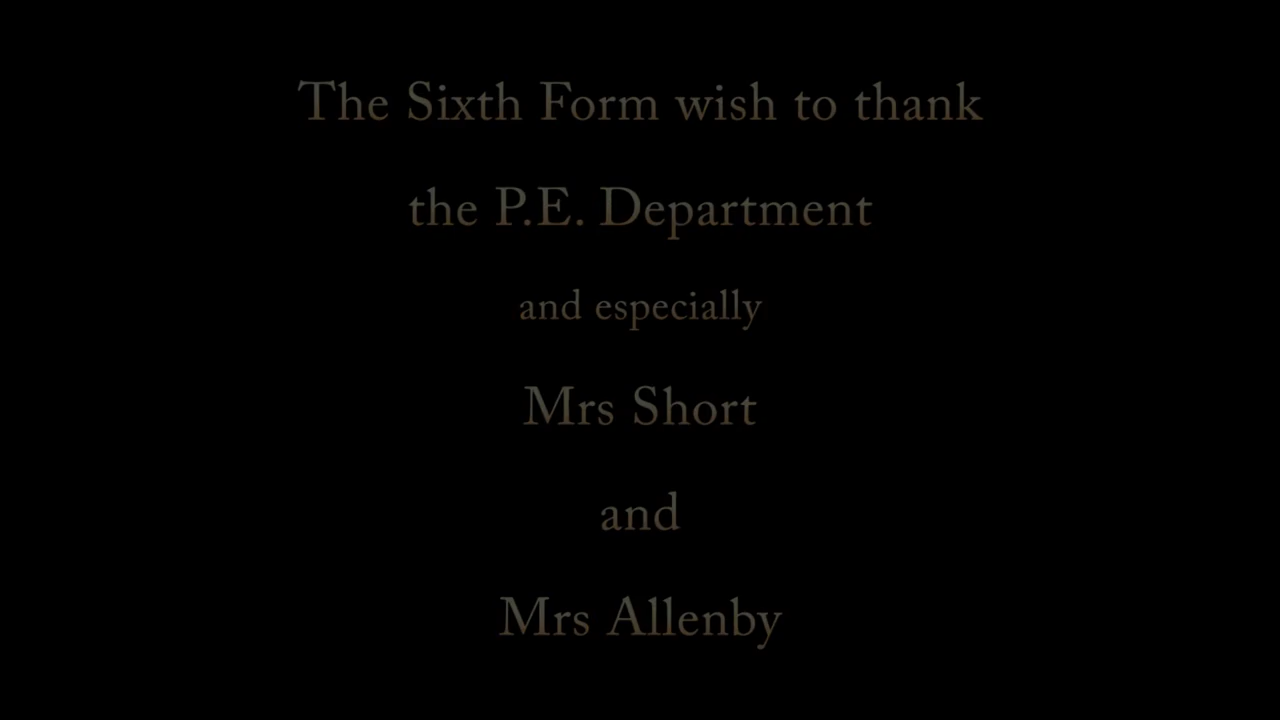 The Sixth Form wish to thank
the P.E. Department
and especially
Mrs Short
and
Mrs Allenby